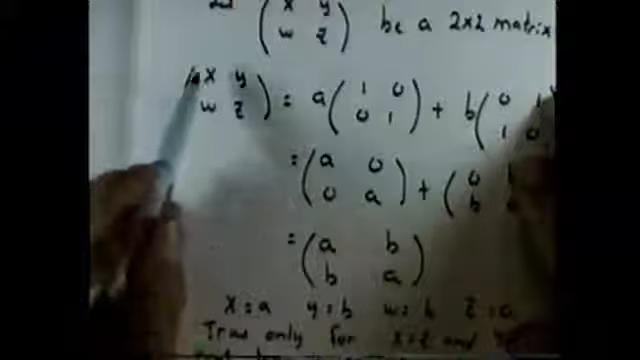 (x y
w z) be a 2x2 matrix
x y
w z) = a(1 0
0 1) + b(0 1
1 0
= (a 0
0 a) + (0 b
b
= (a b
b a)
x = a y = b w = b z = a
True only for x=z and